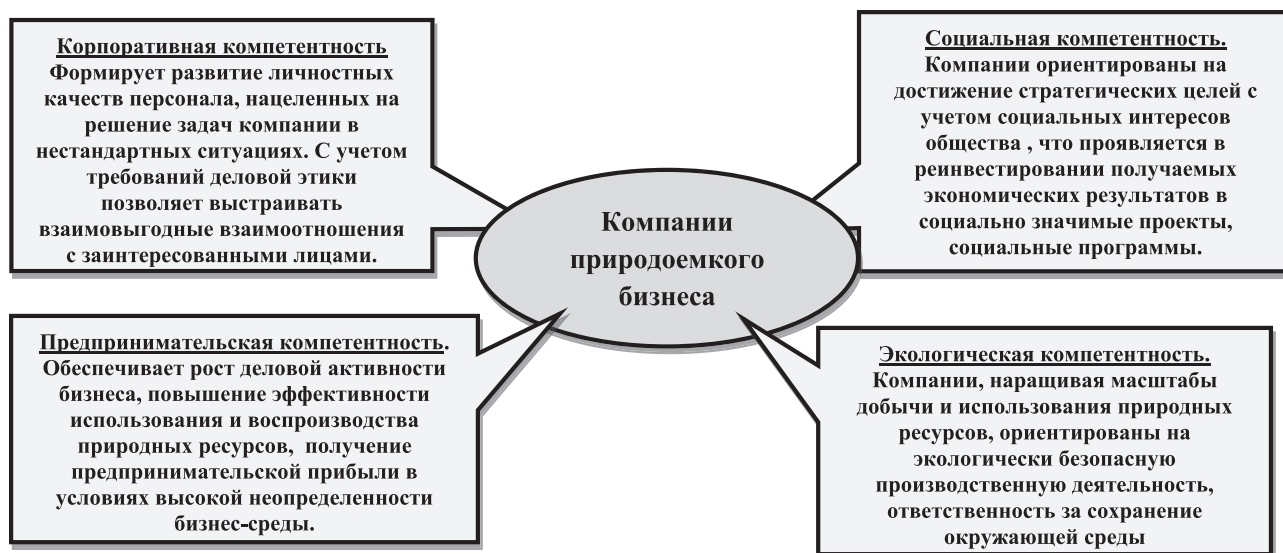 Корпоративная компетентность
Формирует развитие личностных
качеств персонала, нацеленных на
решение задач компании в
нестандартных ситуациях. С учетом
требований деловой этики
позволяет выстраивать
взаимовыгодные взаимоотношения
с заинтересованными лицами.
Социальная компетентность.
Компании ориентированы на
достижение стратегических целей с
учетом социальных интересов
общества , что проявляется в
реинвестировании получаемых
экономических результатов в
социально значимые проекты,
социальные программы.
Компании
природоемкого
бизнеса
Предпринимательская компетентность.
Обеспечивает рост деловой активности
бизнеса, повышение эффективности
использования и воспроизводства
природных ресурсов, получение
предпринимательской прибыли в
условиях высокой неопределенности
бизнес-среды.
Экологическая компетентность.
Компании, наращивая масштабы
добычи и использования природных
ресурсов, ориентированы на
экологически безопасную
производственную деятельность,
ответственность за сохранение
окружающей среды